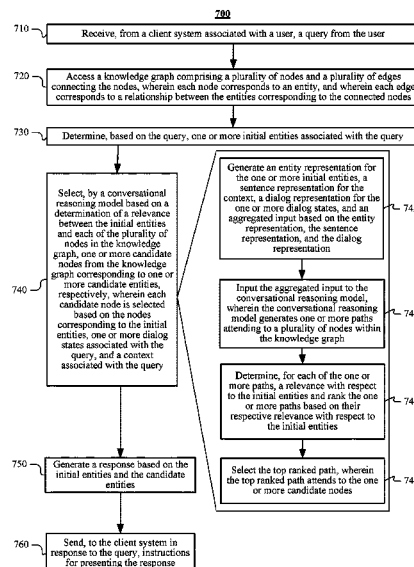 700
710
Receive, from a client system associated with a user, a query from the user
720
Access a knowledge graph comprising a plurality of nodes and a plurality of edges
connecting the nodes, wherein each node corresponds to an entity, and wherein each edge
corresponds to a relationship between the entities corresponding to the connected nodes
730
Determine, based on the query, one or more initial entities associated with the query
740
Select, by a conversational
reasoning model based on a
determination of a relevance
between the initial entities
and each of the plurality of
nodes in the knowledge
graph, one or more candidate
nodes from the knowledge
graph corresponding to one or
more candidate entities,
respectively, wherein each
candidate node is selected
based on the nodes
corresponding to the initial
entities, one or more dialog
states associated with the
query, and a context
associated with the query
Generate an entity representation for
the one or more initial entities, a
sentence representation for the
context, a dialog representation for the
one or more dialog states, and an
aggregated input based on the entity
representation, the sentence
representation, and the dialog
representation
74
Input the aggregated input to the
conversational reasoning model,
wherein the conversational reasoning
model generates one or more paths
attending to a plurality of nodes within
the knowledge graph
74
Determine, for each of the one or
more paths, a relevance with respect
to the initial entities and rank the one
or more paths based on their
respective relevance with respect to
the initial entities
74
Select the top ranked path, wherein
the top ranked path attends to the one
or more candidate nodes
74
750
Generate a response based on the
initial entities and the candidate
entities
760
Send, to the client system in
response to the query, instructions
for presenting the response